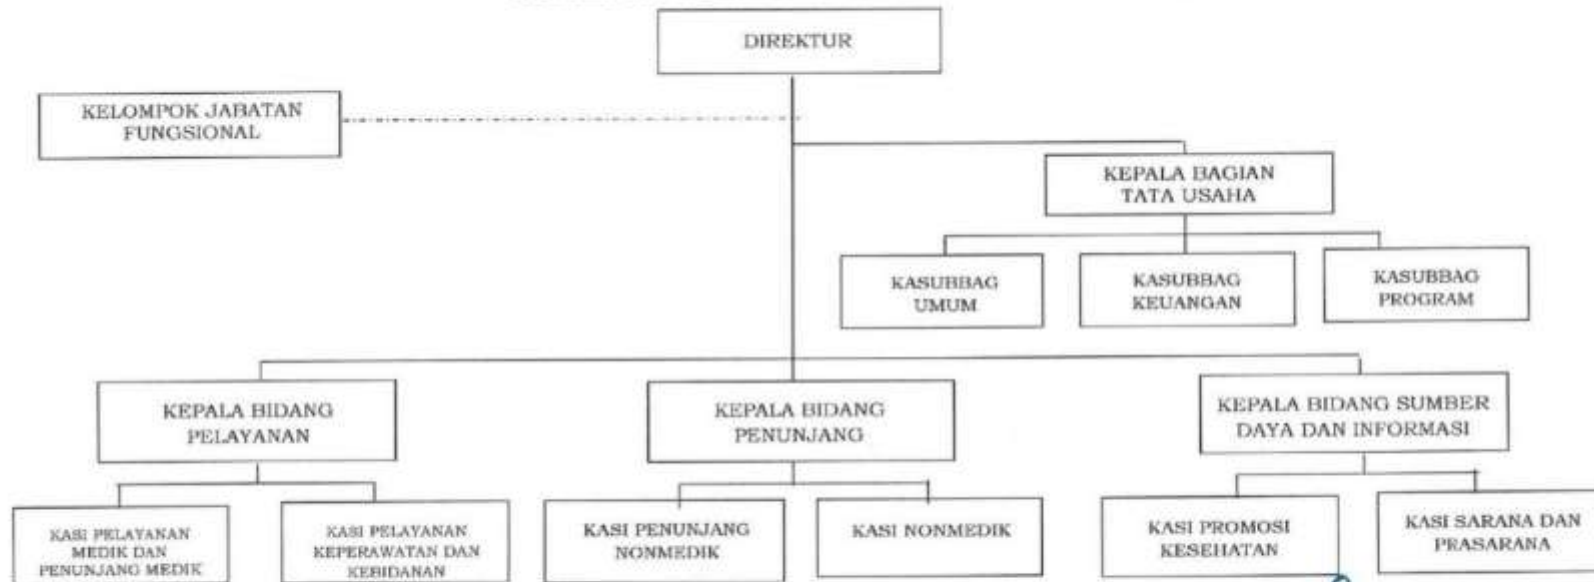 DIREKTUR
KELOMPOK JABATAN
FUNGSIONAL
KEPALA BAGIAN
TATA USAHA
KASUBBAG
UMUM
KASUBBAG
KEUANGAN
KASUBBAG
PROGRAM
KEPALA BIDANG
PELAYANAN
KEPALA BIDANG
PENUNJANG
KEPALA BIDANG SUMBER
DAYA DAN INFORMASI
KASI PELAYANAN
MEDIK DAN
PENUNJANG MEDIK
KASI PELAYANAN
KEPERAWATAN DAN
KEBIDANAN
KASI PENUNJANG
NONMEDIK
KASI NONMEDIK
KASI PROMOSI
KESEHATAN
KASI SARANA DAN
PRASARANA